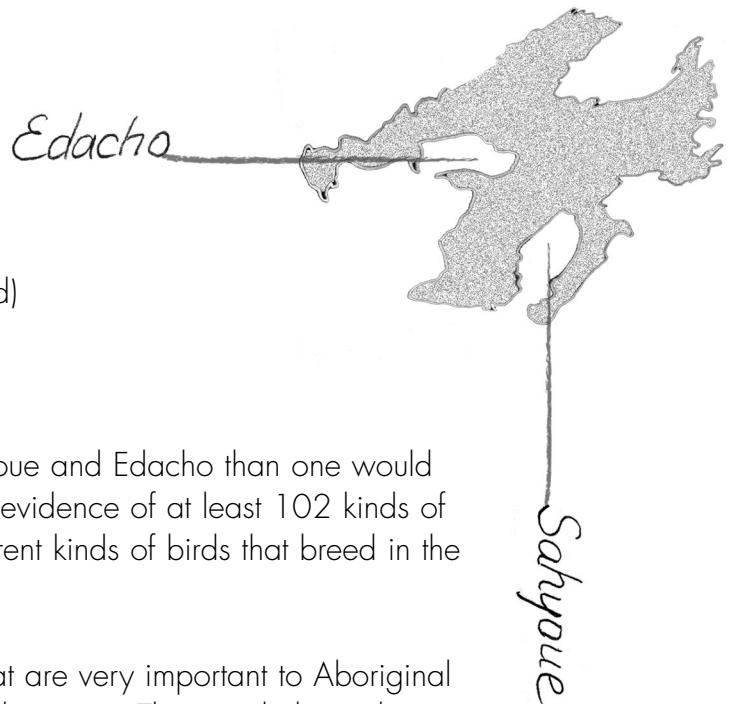 Edacho
d)
oue and Edacho than one would
evidence of at least 102 kinds of
rent kinds of birds that breed in the
Sahyoue
at are very important to Aboriginal